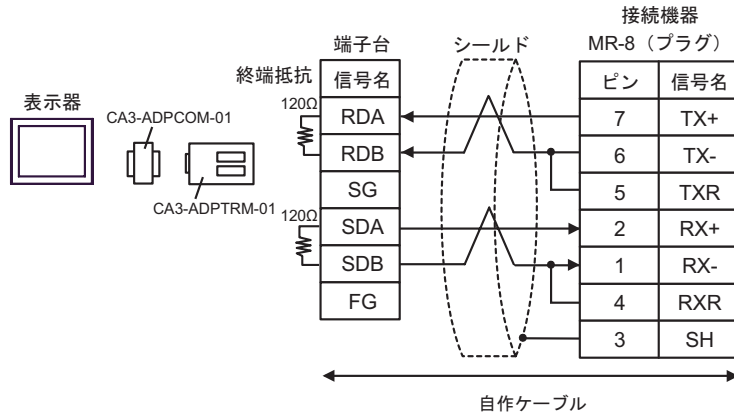 接続機器
端子台 シールド MR-8（プラグ）
終端抵抗 信号名 ピン 信号名
表示器
CA3-ADPCOM-01
CA3-ADPTRM-01
120Ω
RDA 7 TX+
RDB 6 TX-
SG 5 TXR
120Ω
SDA 2 RX+
SDB 1 RX-
FG 4 RXR
3 SH
自作ケーブル